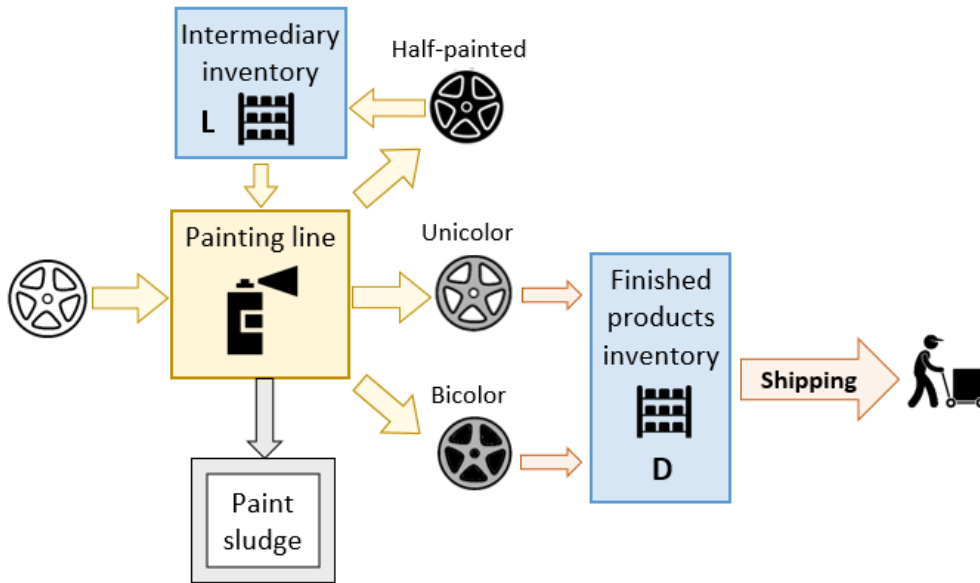 Intermediary
inventory
L
Half-painted
Painting line
Unicolor
Finished
products
inventory
D
Shipping
Bicolor
Paint
sludge